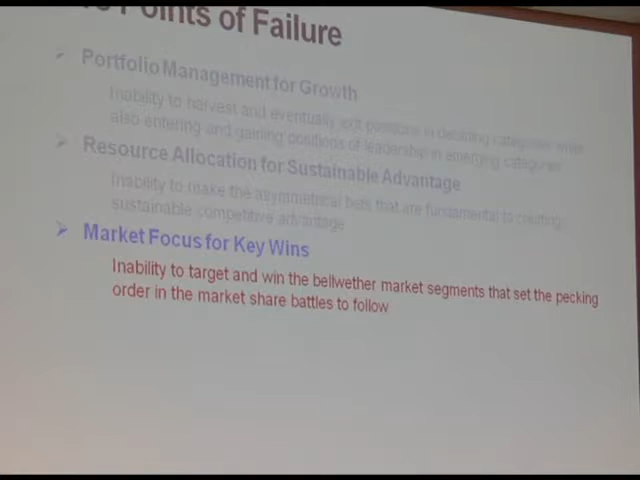 Points of Failure
Portfolio Management for Growth
Inability to harvest and eventually exit positions in declining categories while
also entering and gaining positions of leadership in emerging categories
Resource Allocation for Sustainable Advantage
Inability to make the asymmetrical bets that are fundamental to creating
sustainable competitive advantage
Market Focus for Key Wins
Inability to target and win the bellwether market segments that set the pecking
order in the market share battles to follow